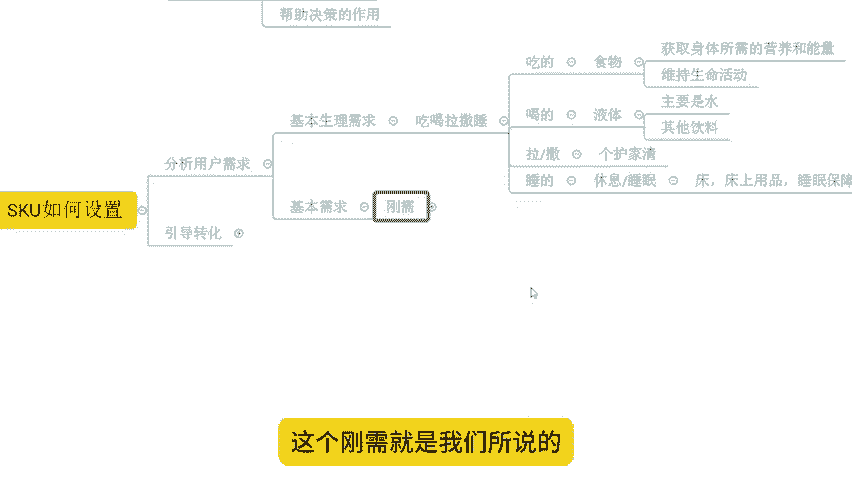 帮助决策的作用
获取身体所需的营养和能量
吃的 食物
维持生命活动
主要是水
喝的 液体
基本生理需求 吃喝拉撒睡
其他饮料
拉/撒 个护家清
分析用户需求
睡的 休息/睡眠 床，床上用品，睡眠保障
SKU如何设置
基本需求 刚需
引导转化
这个刚需就是我们所说的